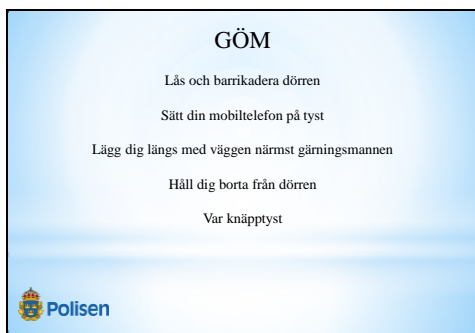 GÖM
Lås och barrikadera dörren
Sätt din mobiltelefon på tyst
Lägg dig längs med väggen närmst gärningsmannen
Håll dig borta från dörren
Var knäpptyst
Polisen